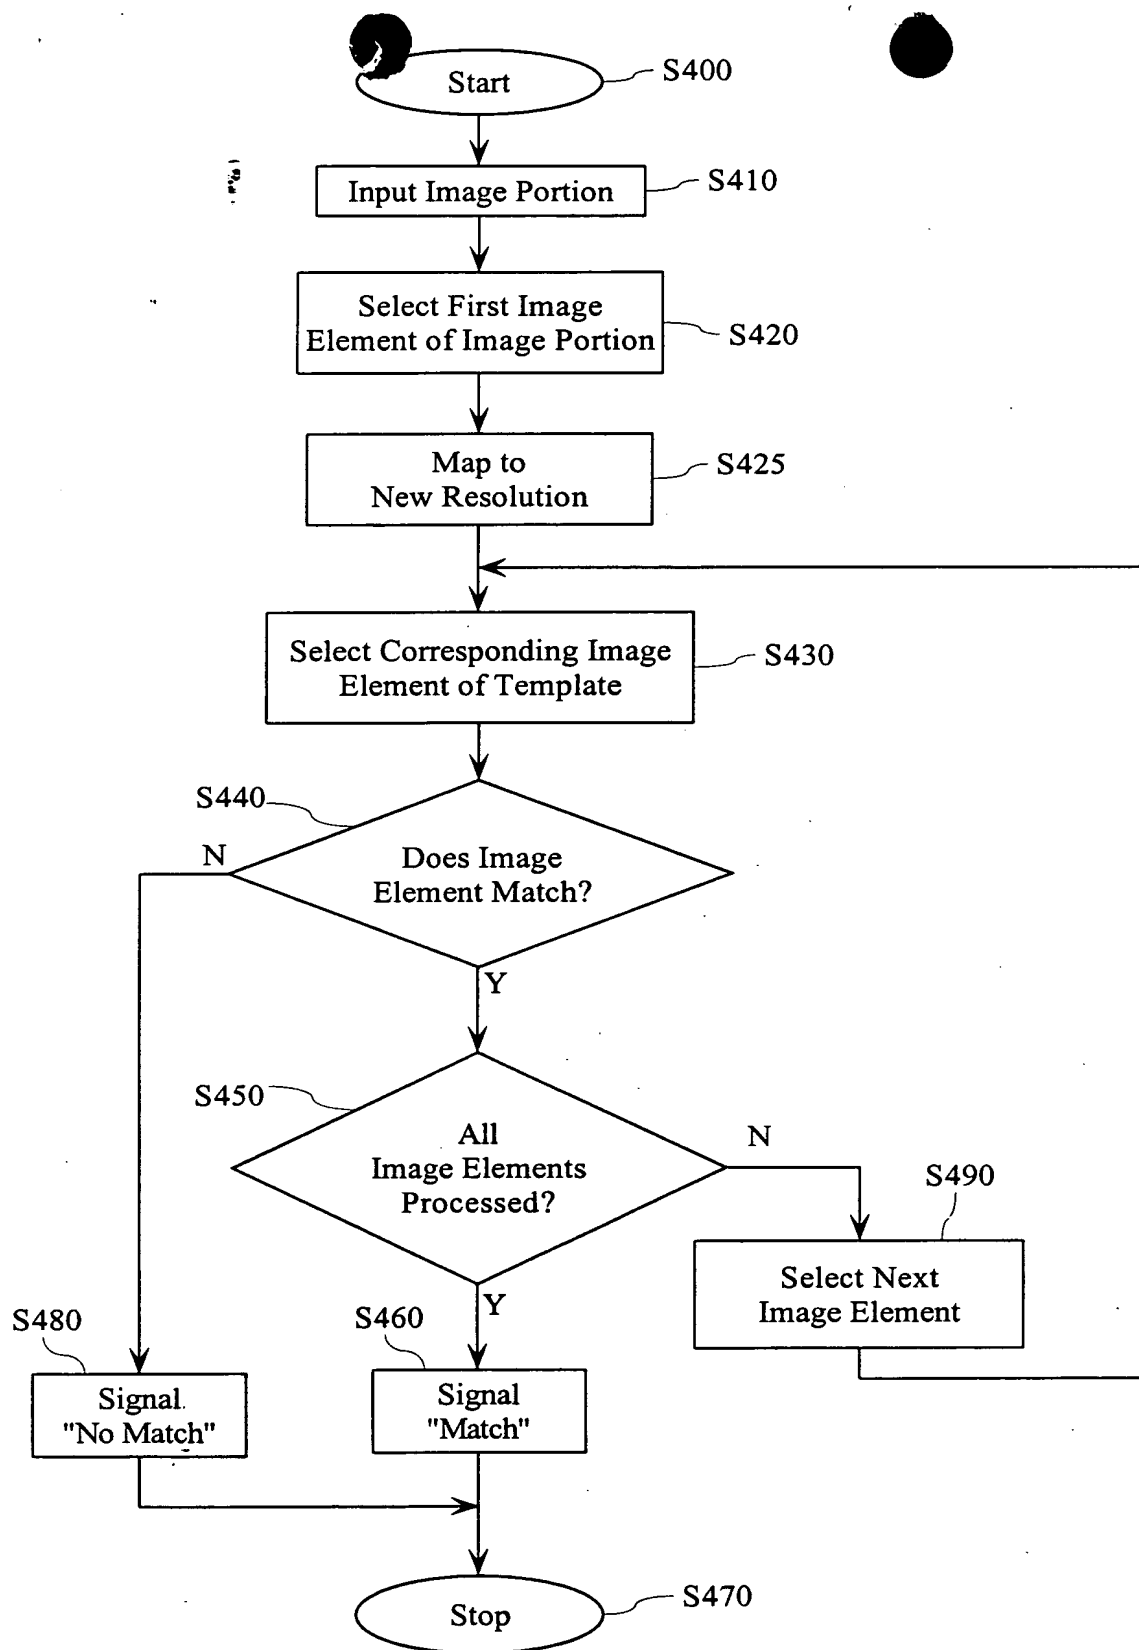 Start
S400
Input Image Portion
S410
Select First Image
Element of Image Portion
S420
Map to
New Resolution
S425
Select Corresponding Image
Element of Template
S430
S440
N
Does Image
Element Match?
Y
S450
All
Image Elements
Processed?
N
S490
Select Next
Image Element
Y
S480
S460
Signal
"No Match"
Signal
"Match"
Stop
S470